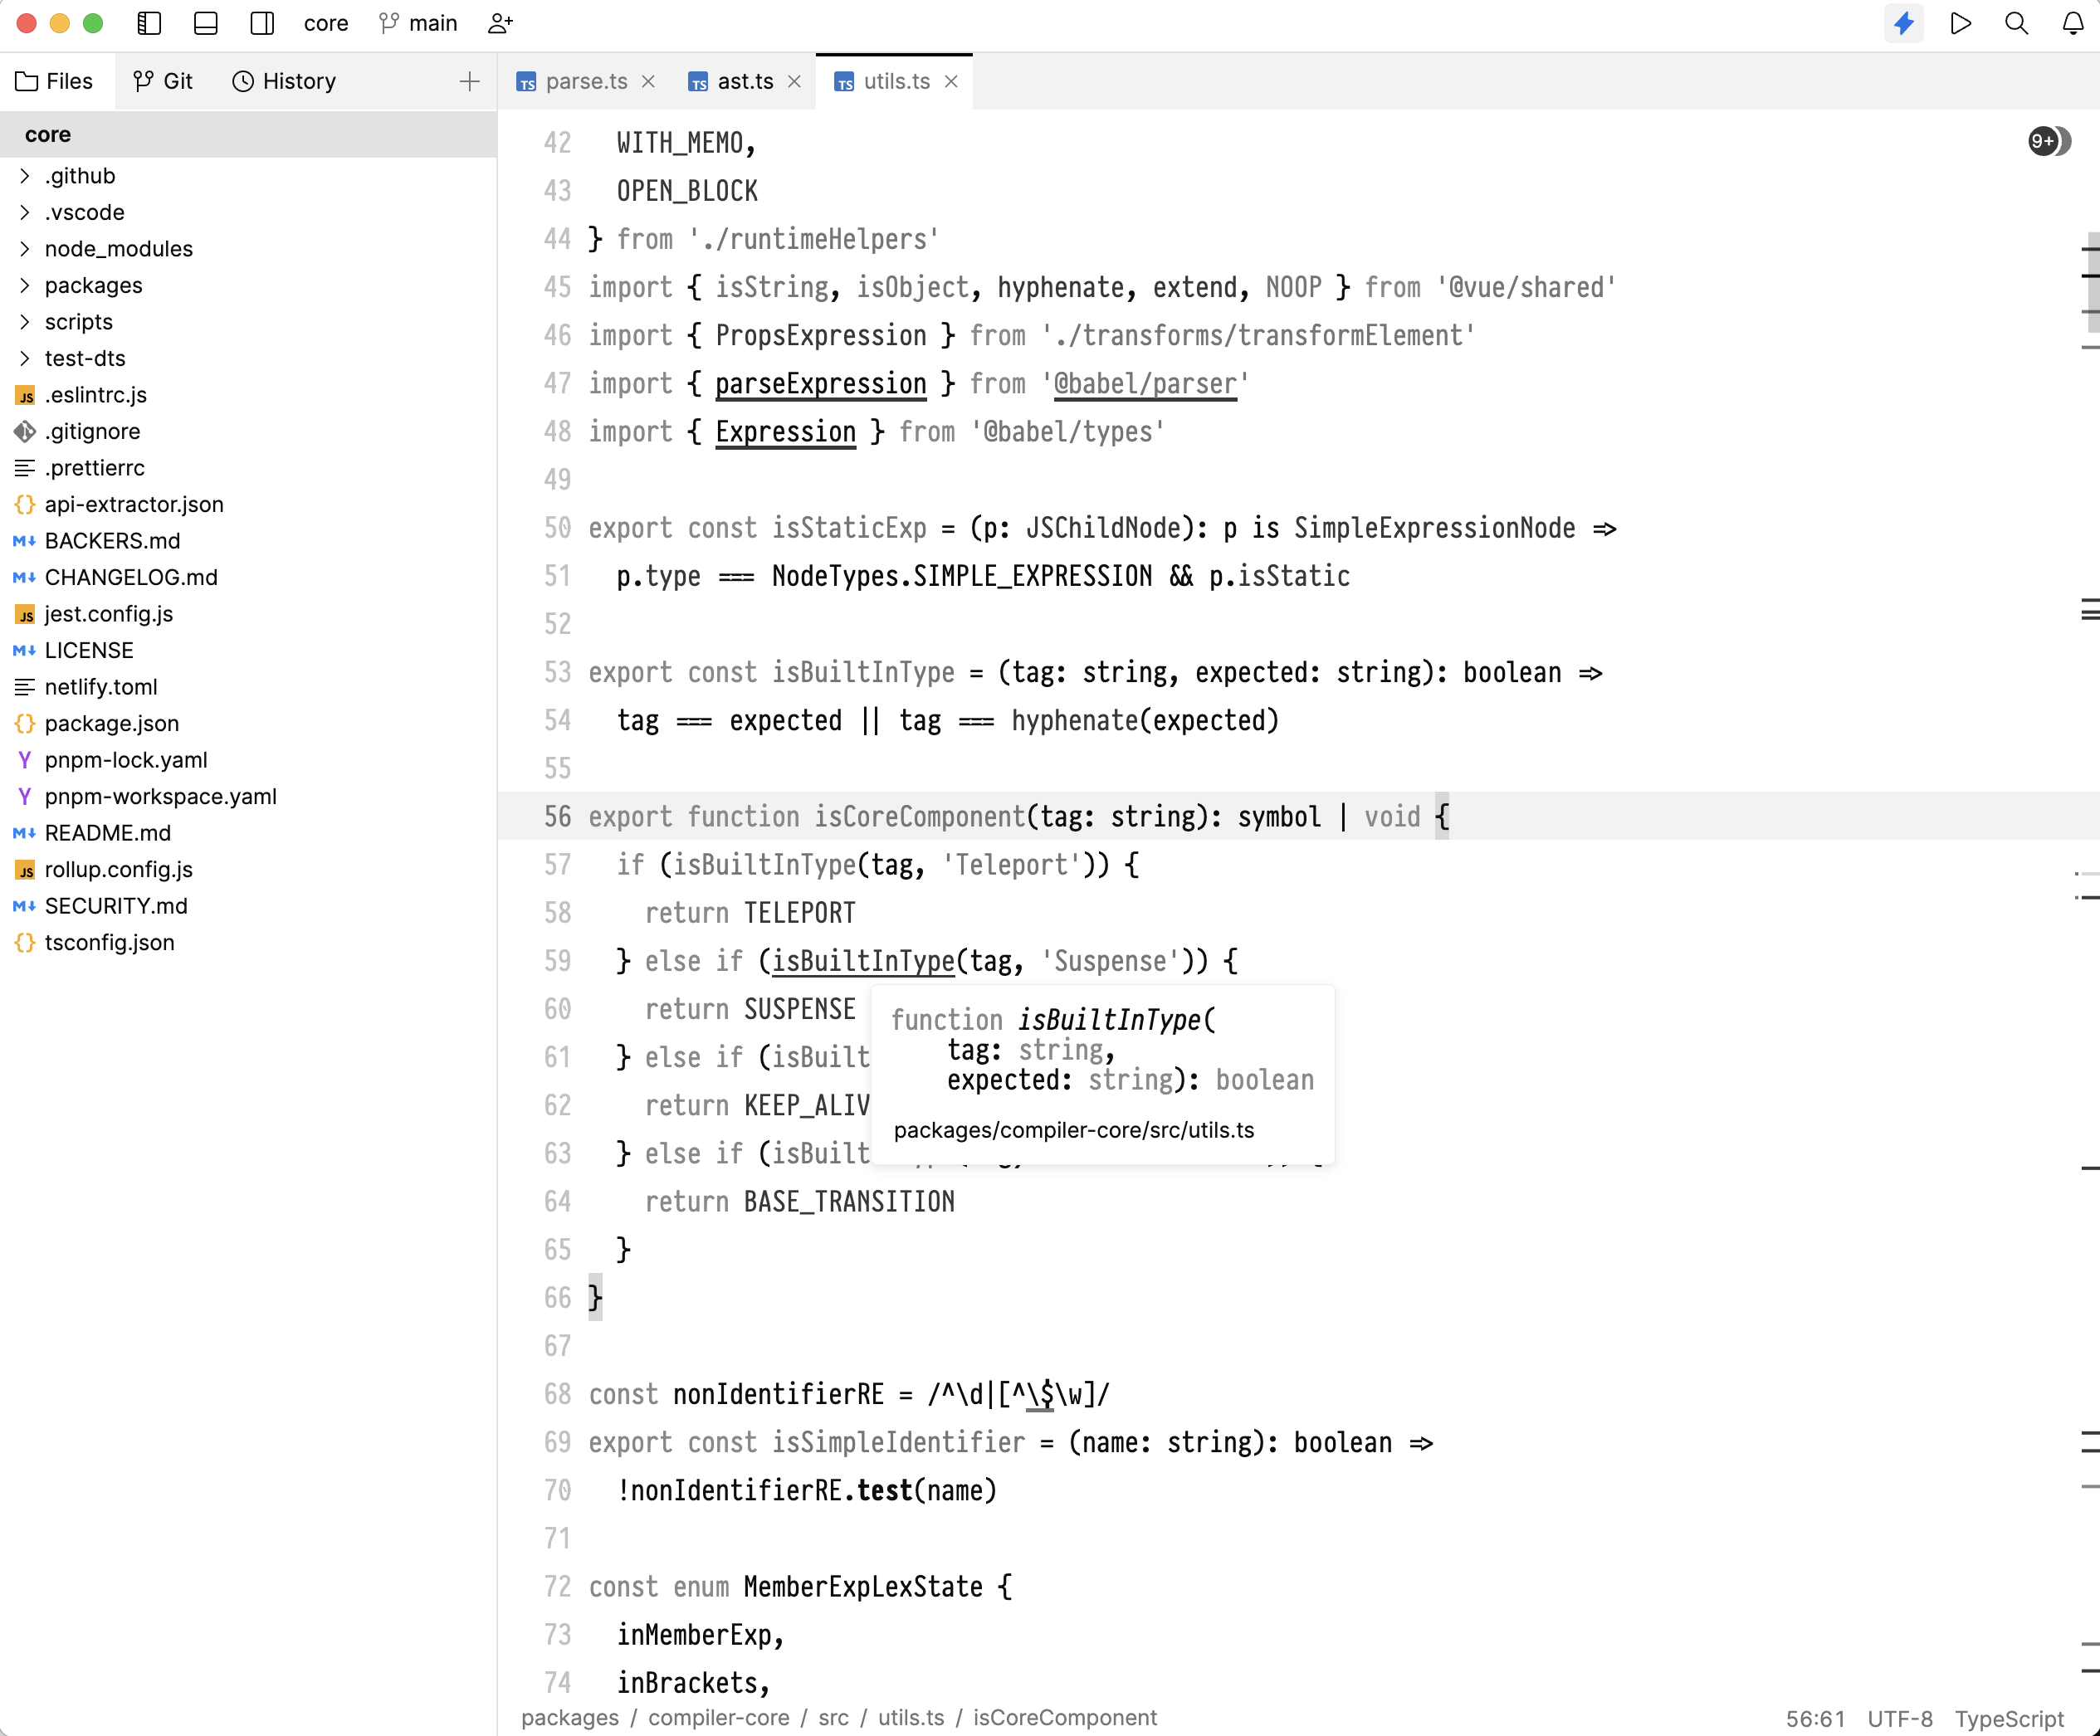 core main
Files Git History
parse.ts ast.ts utils.ts
core
.github
.vscode
node_modules
packages
scripts
test-dts
JS .eslintrc.js
.gitignore
.prettierrc
{} api-extractor.json
M↓ BACKERS.md
M↓ CHANGELOG.md
JS jest.config.js
M↓ LICENSE
netlify.toml
{} package.json
Y pnpm-lock.yaml
Y pnpm-workspace.yaml
M↓ README.md
JS rollup.config.js
M↓ SECURITY.md
{} tsconfig.json
9+
42 WITH_MEMO,
43 OPEN_BLOCK
44 } from './runtimeHelpers'
45 import { isString, isObject, hyphenate, extend, NOOP } from '@vue/shared'
46 import { PropsExpression } from './transforms/transformElement'
47 import { parseExpression } from '@babel/parser'
48 import { Expression } from '@babel/types'
49
50 export const isStaticExp = (p: JSChildNode): p is SimpleExpressionNode =>
51 p.type === NodeTypes.SIMPLE_EXPRESSION && p.isStatic
52
53 export const isBuiltInType = (tag: string, expected: string): boolean =>
54 tag === expected || tag === hyphenate(expected)
55
56 export function isCoreComponent(tag: string): symbol | void {
57 if (isBuiltInType(tag, 'Teleport')) {
58 return TELEPORT
59 } else if (isBuiltInType(tag, 'Suspense')) {
60 return SUSPENSE
61 } else if (isBuilt
62 return KEEP_ALIV
63 } else if (isBuilt
64 return BASE_TRANSITION
65 }
66 }
67
68 const nonIdentifierRE = /^\d|[^\$\w]/
69 export const isSimpleIdentifier = (name: string): boolean =>
70 !nonIdentifierRE.test(name)
71
72 const enum MemberExpLexState {
73 inMemberExp,
74 inBrackets,
function isBuiltInType(
tag: string,
expected: string): boolean
packages/compiler-core/src/utils.ts
packages / compiler-core / src / utils.ts / isCoreComponent
56:61 UTF-8 TypeScript